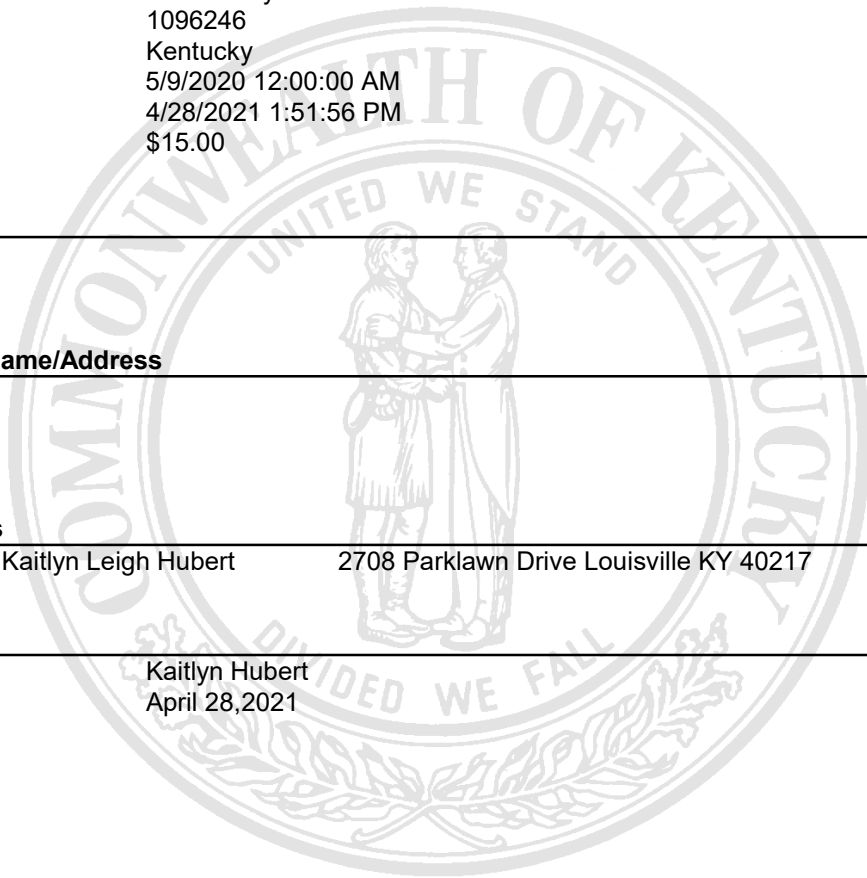 1096246
Kentucky
5/9/2020 12:00:00 AM
4/28/2021 1:51:56 PM
$15.00
COMMONWEALTH OF KENTUCKY
UNITED WE STAND
ame/Address
s
Kaitlyn Leigh Hubert 2708 Parklawn Drive Louisville KY 40217
DIVIDED WE FALL
Kaitlyn Hubert
April 28,2021